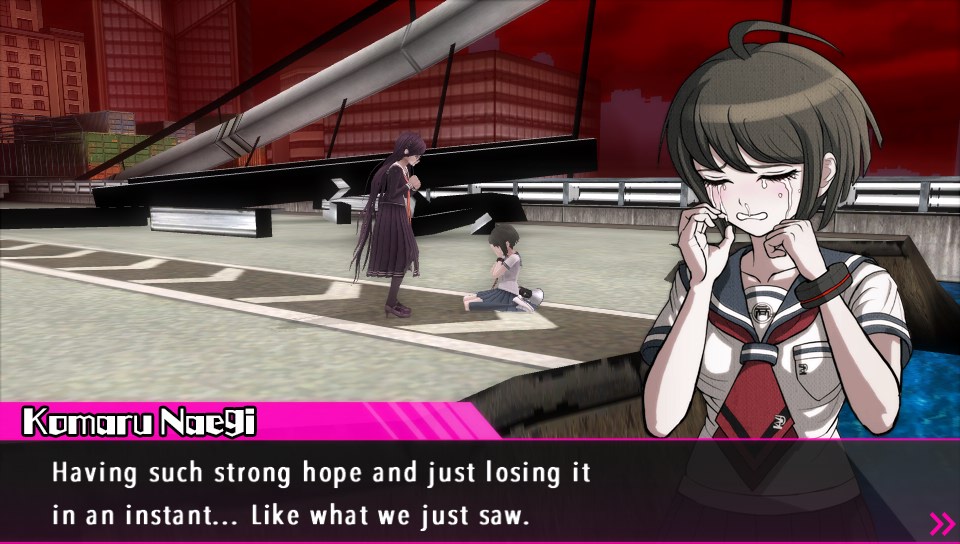 Komaru Naegi
Having such strong hope and just losing it
in an instant... Like what we just saw.